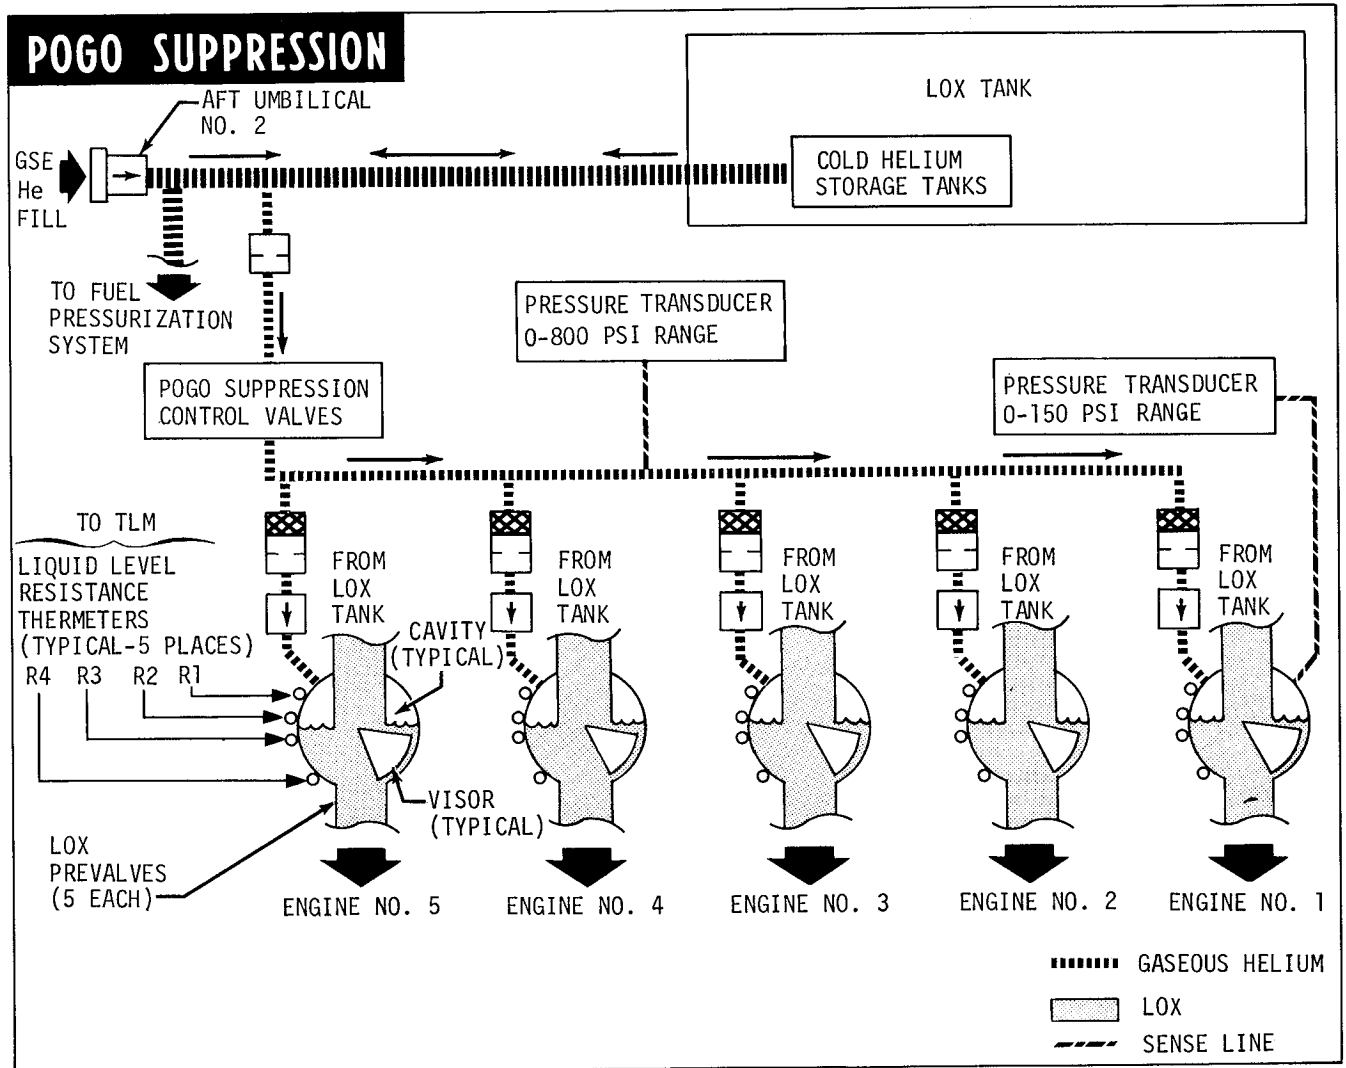 POGO SUPPRESSION
AFT UMBILICAL
NO. 2
GSE
He
FILL
LOX TANK
COLD HELIUM
STORAGE TANKS
TO FUEL
PRESSURIZATION
SYSTEM
PRESSURE TRANSDUCER
0-800 PSI RANGE
POGO SUPPRESSION
CONTROL VALVES
PRESSURE TRANSDUCER
0-150 PSI RANGE
TO TLM
LIQUID LEVEL
RESISTANCE
THERMETERS
(TYPICAL-5 PLACES)
R4 R3 R2 R1
FROM
LOX
TANK
FROM
LOX
TANK
FROM
LOX
TANK
FROM
LOX
TANK
FROM
LOX
TANK
CAVITY
(TYPICAL)
VISOR
(TYPICAL)
LOX
PREVALVES
(5 EACH)
ENGINE NO. 5
ENGINE NO. 4
ENGINE NO. 3
ENGINE NO. 2
ENGINE NO. 1
GASEOUS HELIUM
LOX
SENSE LINE